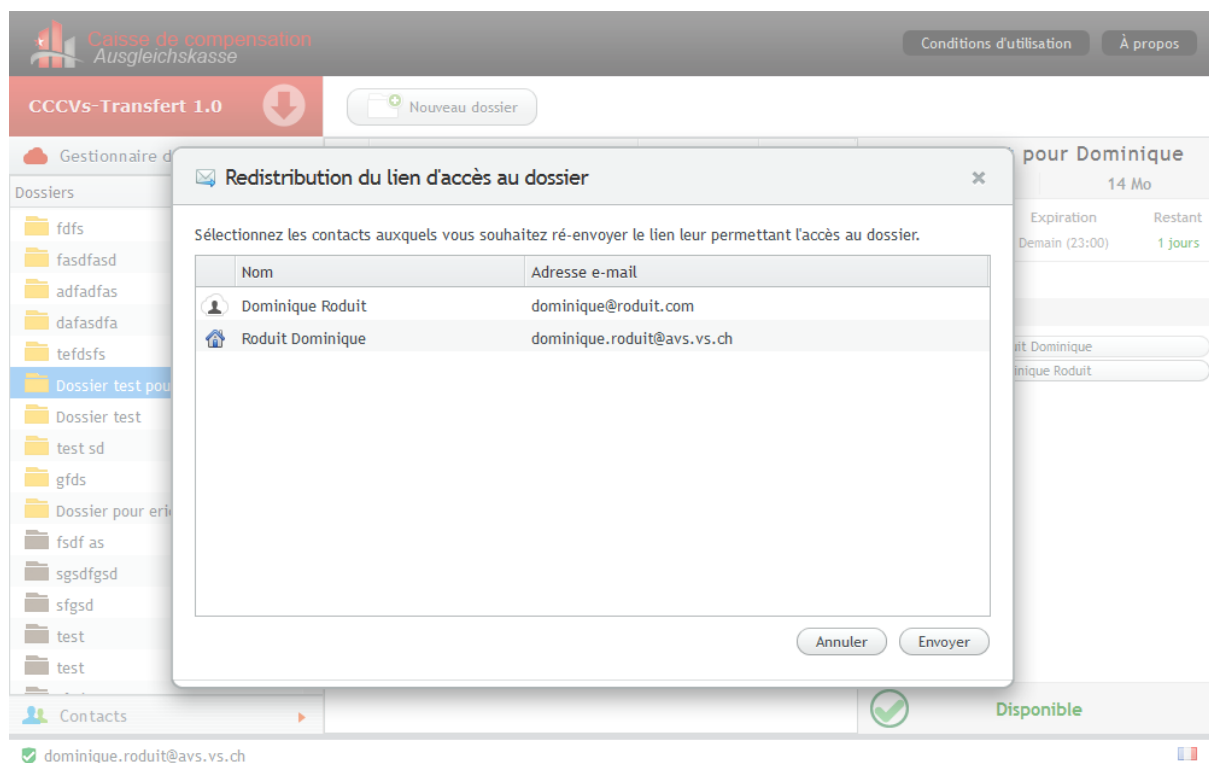 Caisse de compensation
Ausgleichskasse
Conditions d'utilisation
À propos
CCCVs-Transfert 1.0
Nouveau dossier
Gestionnaire d
pour Dominique
Dossiers
14 Mo
Expiration Restant
Demain (23:00) 1 jours
Redistribution du lien d'accès au dossier
Sélectionnez les contacts auxquels vous souhaitez ré-envoyer le lien leur permettant l'accès au dossier.
Nom Adresse e-mail
Dominique Roduit dominique@roduit.com
Roduit Dominique dominique.roduit@avs.vs.ch
Annuler Envoyer
fdfs
fasdfasd
adfadfas
dafasdfa
tefdsfs
Dossier test pou
Dossier test
test sd
gfds
Dossier pour eri
fsdf as
sgsdfgsd
sfgsd
test
test
uit Dominique
inique Roduit
Contacts
Disponible
dominique.roduit@avs.vs.ch